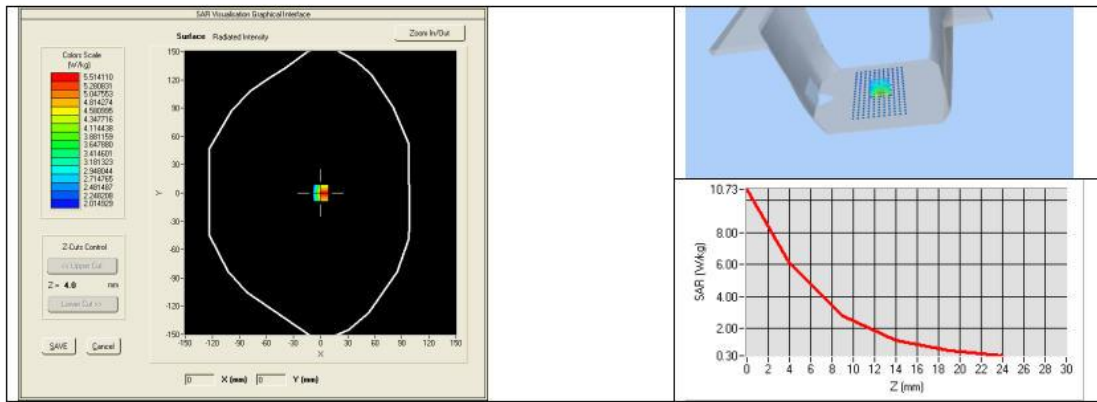 SAR Visualisation Graphical Interface
Surface Radiated Intensity
Zoom In/Out
Colors Scale
(W/kg)
5.514110
5.280831
5.047553
4.814274
4.580995
4.347716
4.114438
3.881159
3.647880
3.414601
3.181323
2.948044
2.714765
2.481487
2.248208
2.014929
Z-Cuts Control
<< Upper Cut
Z = 4.0 mm
Lower Cut >>
SAVE Cancel
150
120
90
60
30
0
-30
-60
-90
-120
-150
Y
-150 -120 -90 -60 -30 0 30 60 90 120 150
X
0 X (mm) 0 Y (mm)
10.73
8.00
6.00
4.00
2.00
0.30
SAR (W/kg)
0 2 4 6 8 10 12 14 16 18 20 22 24 26 28 30
Z (mm)